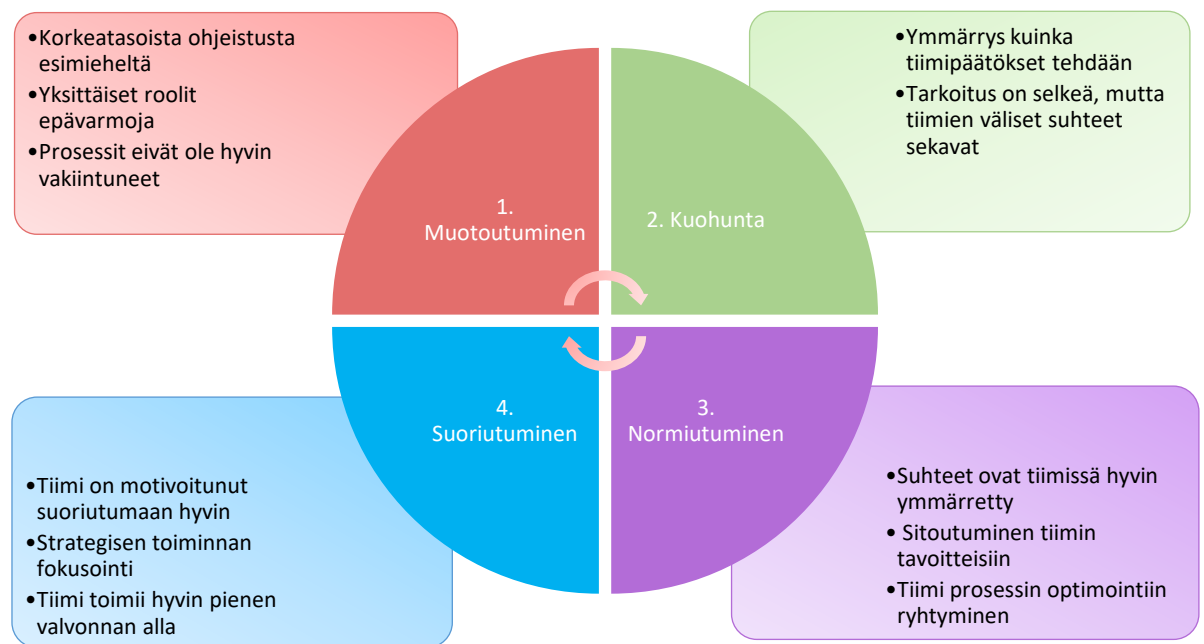 •Korkeatasoista ohjeistusta
esimieheltä
•Yksittäiset roolit
epävarmoja
•Prosessit eivät ole hyvin
vakiintuneet
•Ymmärrys kuinka
tiimipäätökset tehdään
•Tarkoitus on selkeä, mutta
tiimien väliset suhteet
sekavat
1.
Muotoutuminen
2. Kuohunta
4.
Suoriutuminen
3.
Normiutuminen
•Tiimi on motivoitunut
suoriutumaan hyvin
•Strategisen toiminnan
fokusointi
•Tiimi toimii hyvin pienen
valvonnan alla
•Suhteet ovat tiimissä hyvin
ymmärretty
• Sitoutuminen tiimin
tavoitteisiin
•Tiimi prosessin optimointiin
ryhtyminen